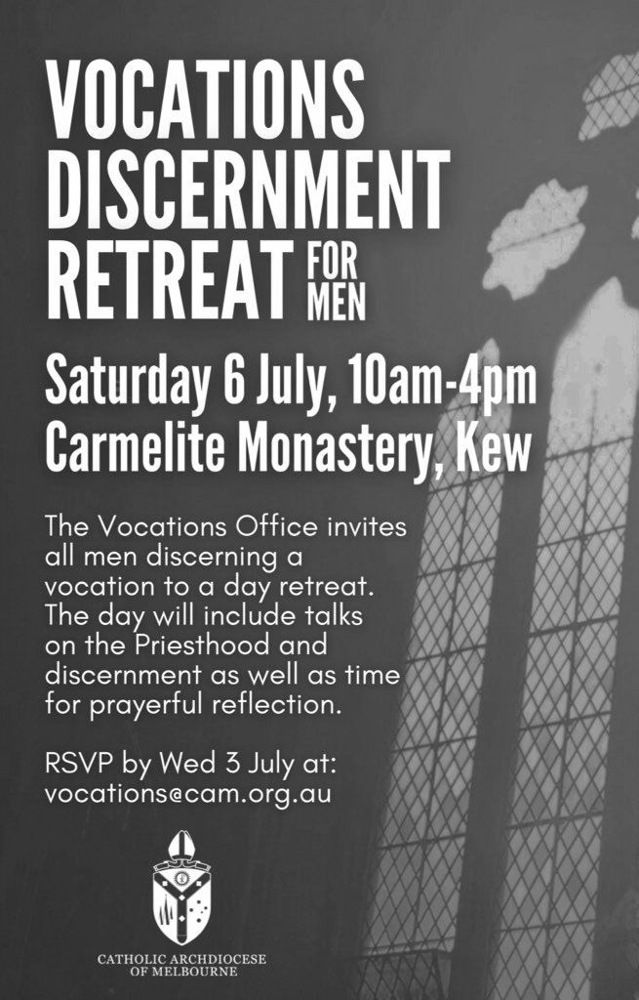 VOCATIONS
DISCERNMENT
RETREAT FOR MEN
Saturday 6 July, 10am-4pm
Carmelite Monastery, Kew
The Vocations Office invites
all men discerning a
vocation to a day retreat.
The day will include talks
on the Priesthood and
discernment as well as time
for prayerful reflection.
RSVP by Wed 3 July at:
vocations@cam.org.au
CATHOLIC ARCHDIOCESE
OF MELBOURNE